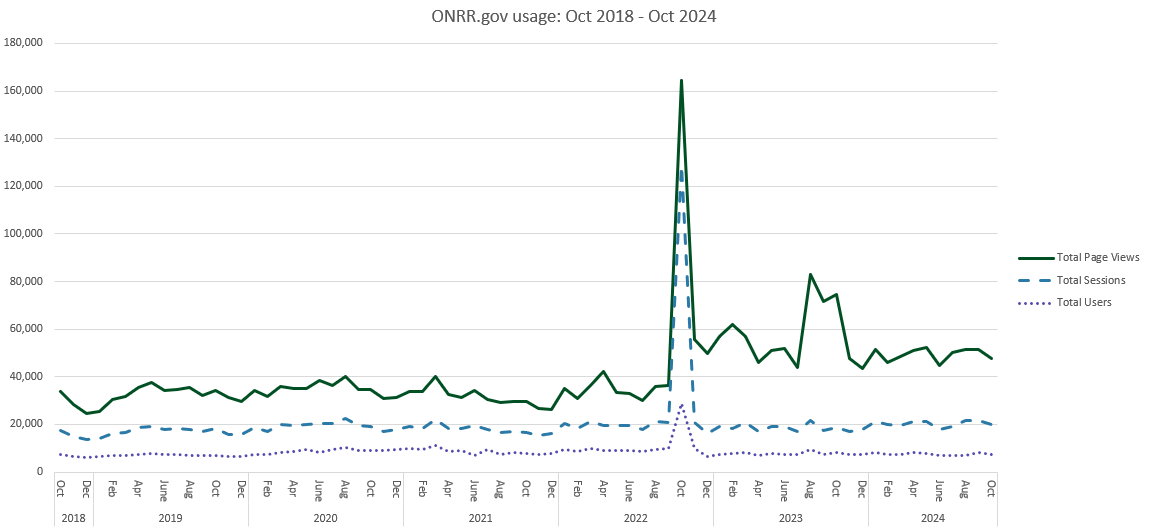 ONRR.gov usage: Oct 2018 - Oct 2024
180,000
160,000
140,000
120,000
100,000
80,000
60,000
40,000
20,000
0
Total Page Views
Total Sessions
Total Users
Oct Dec Feb Apr June Aug Oct Dec Feb Apr June Aug Oct Dec Feb Apr June Aug Oct Dec Feb Apr June Aug Oct Dec Feb Apr June Aug Oct Dec Feb Apr June Aug Oct
2018 2019 2020 2021 2022 2023 2024